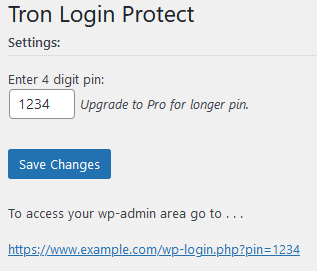 Tron Login Protect
Settings:
Enter 4 digit pin:
1234 Upgrade to Pro for longer pin.
Save Changes
To access your wp-admin area go to . . .
https://www.example.com/wp-login.php?pin=1234